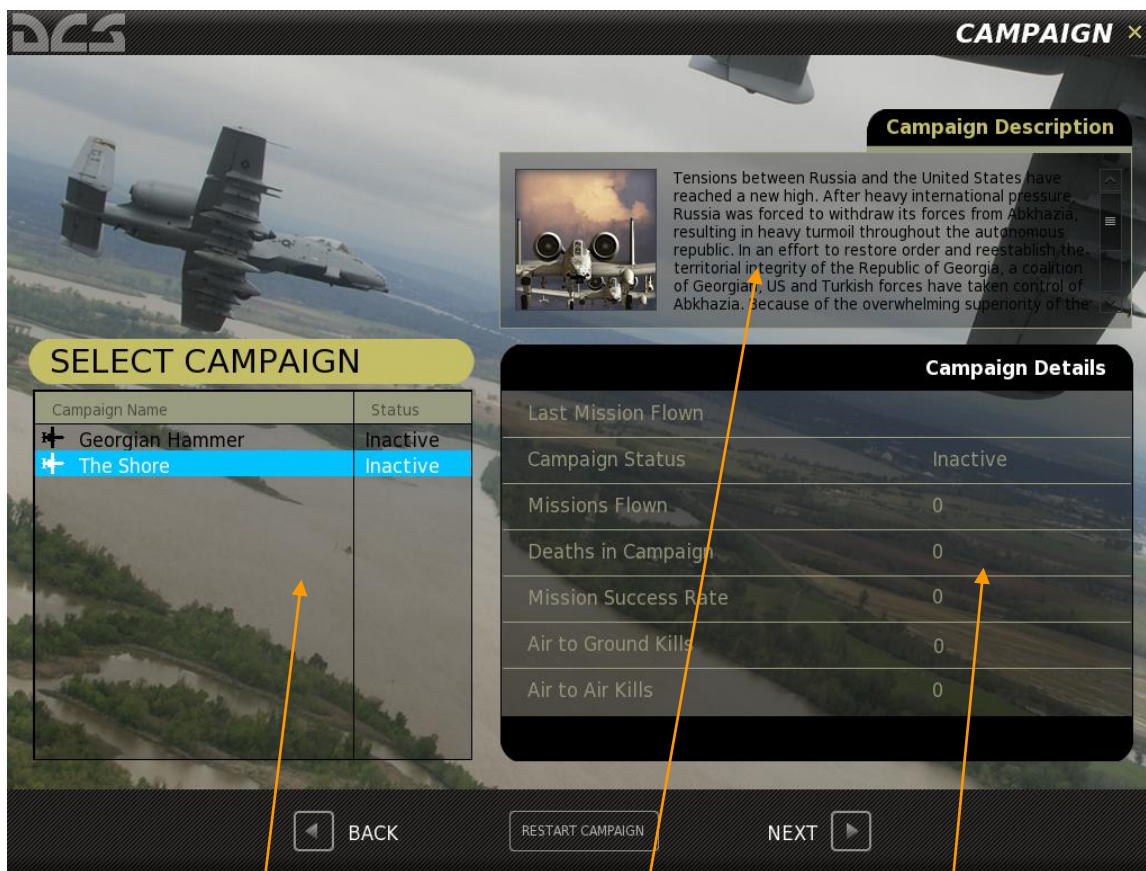 DCS
CAMPAIGN ×
Campaign Description
Tensions between Russia and the United States have
reached a new high. After heavy international pressure,
Russia was forced to withdraw its forces from Abkhazia,
resulting in heavy turmoil throughout the autonomous
republic. In an effort to restore order and reestablish the
territorial integrity of the Republic of Georgia, a coalition
of Georgian, US and Turkish forces have taken control of
Abkhazia. Because of the overwhelming superiority of the
SELECT CAMPAIGN
Campaign Name Status
Georgian Hammer Inactive
The Shore Inactive
Campaign Details
Last Mission Flown
Campaign Status Inactive
Missions Flown 0
Deaths in Campaign 0
Mission Success Rate 0
Air to Ground Kills 0
Air to Air Kills 0
BACK
RESTART CAMPAIGN
NEXT